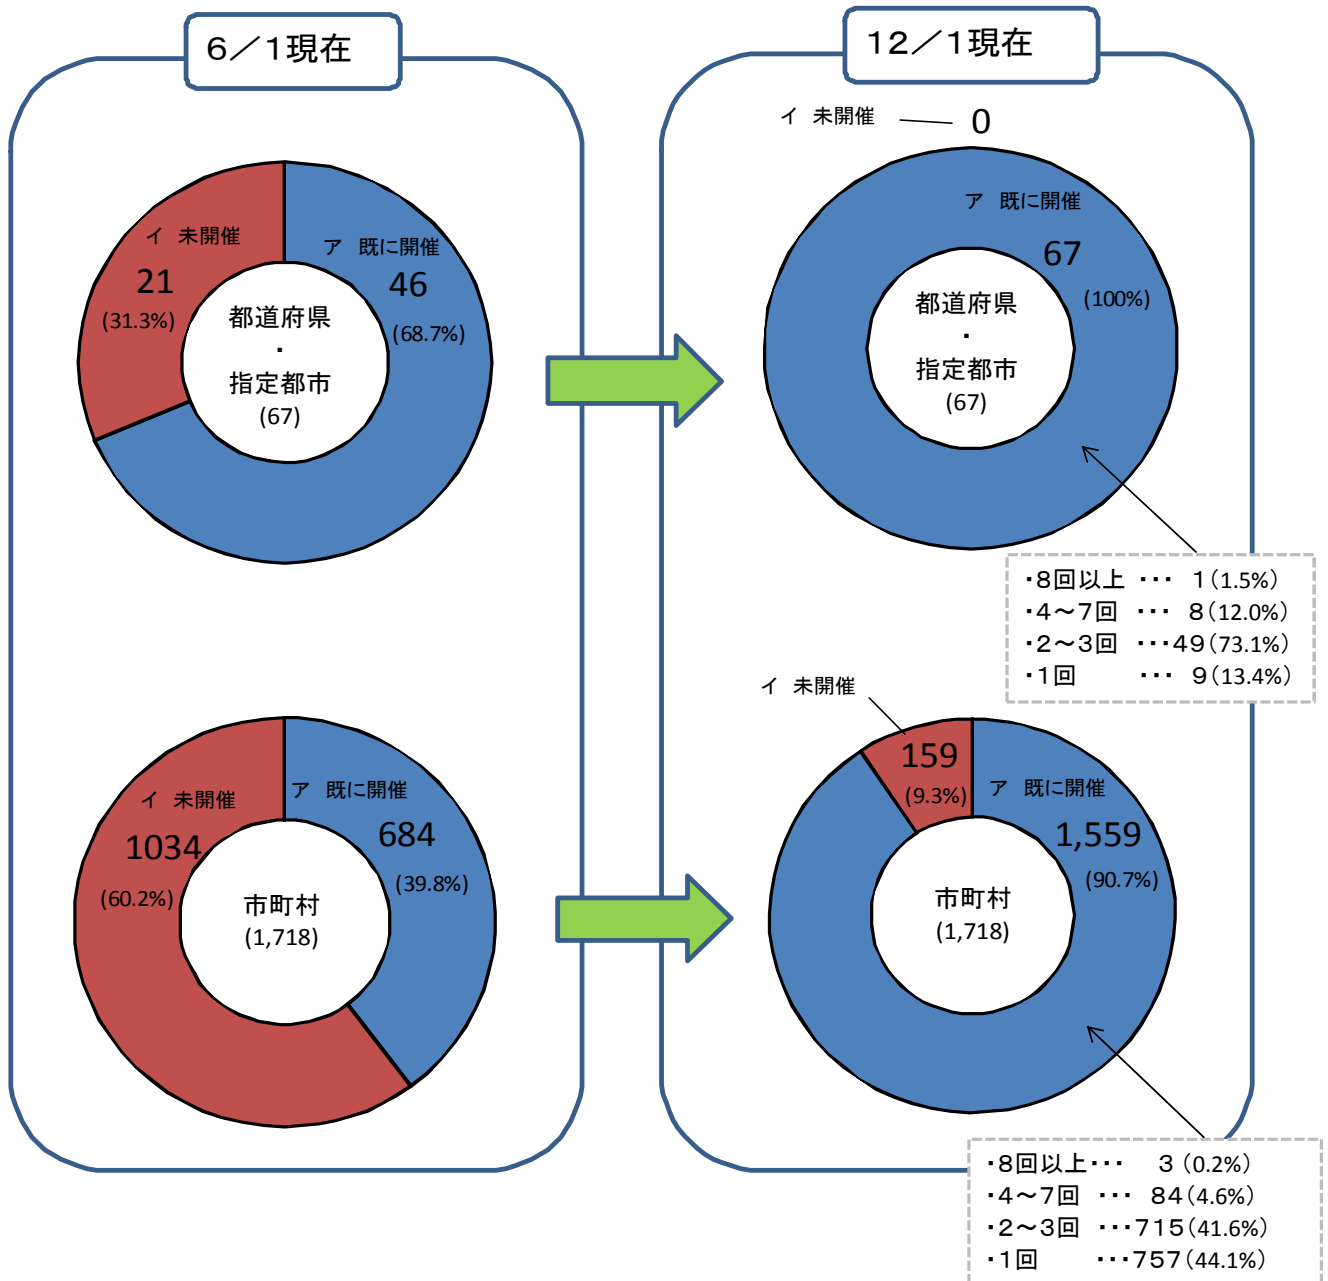 6／1現在
イ 未開催
21
(31.3%)
ア 既に開催
46
(68.7%)
都道府県
・
指定都市
(67)
イ 未開催
1034
(60.2%)
ア 既に開催
684
(39.8%)
市町村
(1,718)
12／1現在
イ 未開催 0
ア 既に開催
67
(100%)
都道府県
・
指定都市
(67)
・8回以上 ･･･ 1(1.5%)
・4～7回 ･･･ 8(12.0%)
・2～3回 ･･･49(73.1%)
・1回 ･･･ 9(13.4%)
イ 未開催
159
(9.3%)
ア 既に開催
1,559
(90.7%)
市町村
(1,718)
・8回以上･･･ 3(0.2%)
・4～7回 ･･･ 84(4.6%)
・2～3回 ･･･715(41.6%)
・1回 ･･･757(44.1%)